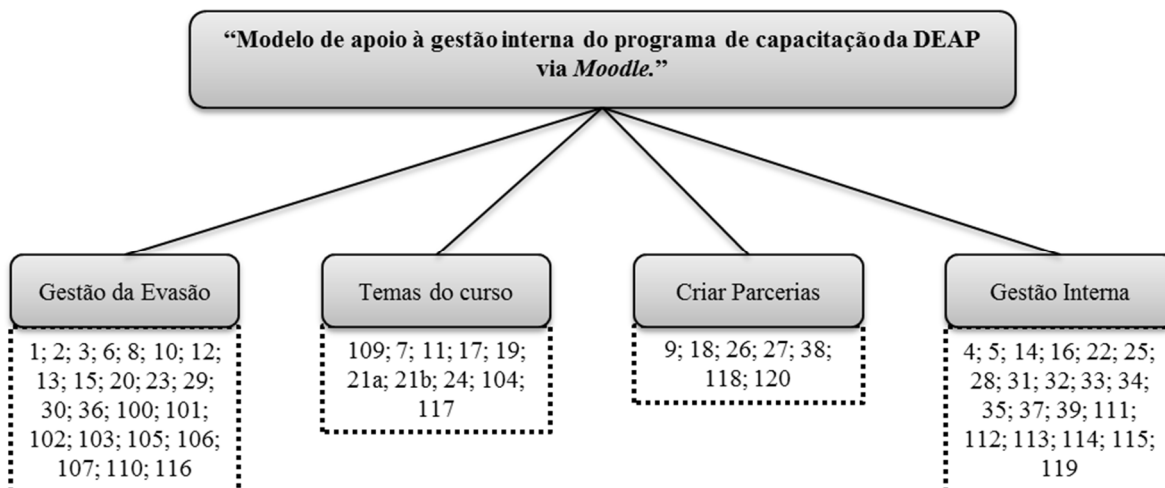 “Modelo de apoio à gestão interna do programa de capacitação da DEAP
via Moodle.”
Gestão da Evasão
1; 2; 3; 6; 8; 10; 12;
13; 15; 20; 23; 29;
30; 36; 100; 101;
102; 103; 105; 106;
107; 110; 116
Temas do curso
109; 7; 11; 17; 19;
21a; 21b; 24; 104;
117
Criar Parcerias
9; 18; 26; 27; 38;
118; 120
Gestão Interna
4; 5; 14; 16; 22; 25;
28; 31; 32; 33; 34;
35; 37; 39; 111;
112; 113; 114; 115;
119